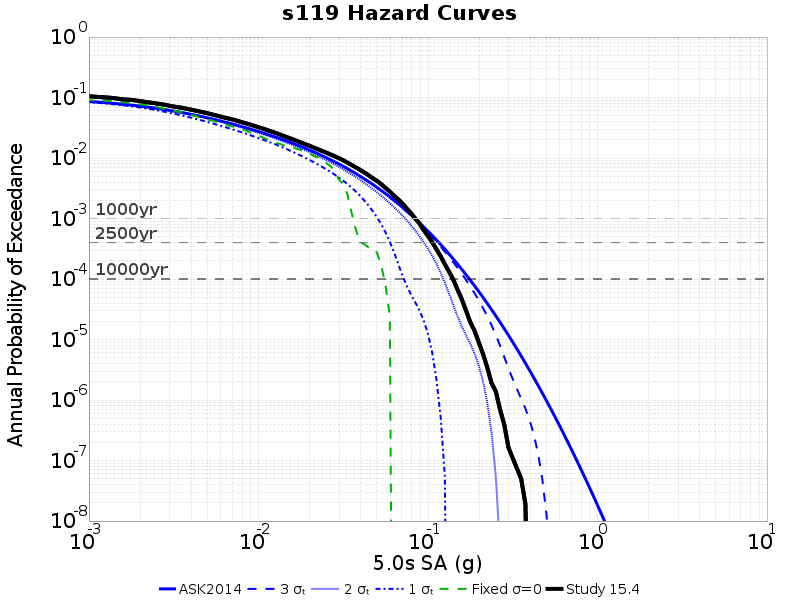 s119 Hazard Curves
Annual Probability of Exceedance
10^0
10^-1
10^-2
10^-3
10^-4
10^-5
10^-6
10^-7
10^-8
1000yr
2500yr
10000yr
10^-3 10^-2 10^-1 10^0 10^1
5.0s SA (g)
ASK2014 3 σₜ 2 σₜ 1 σₜ Fixed σ=0 Study 15.4